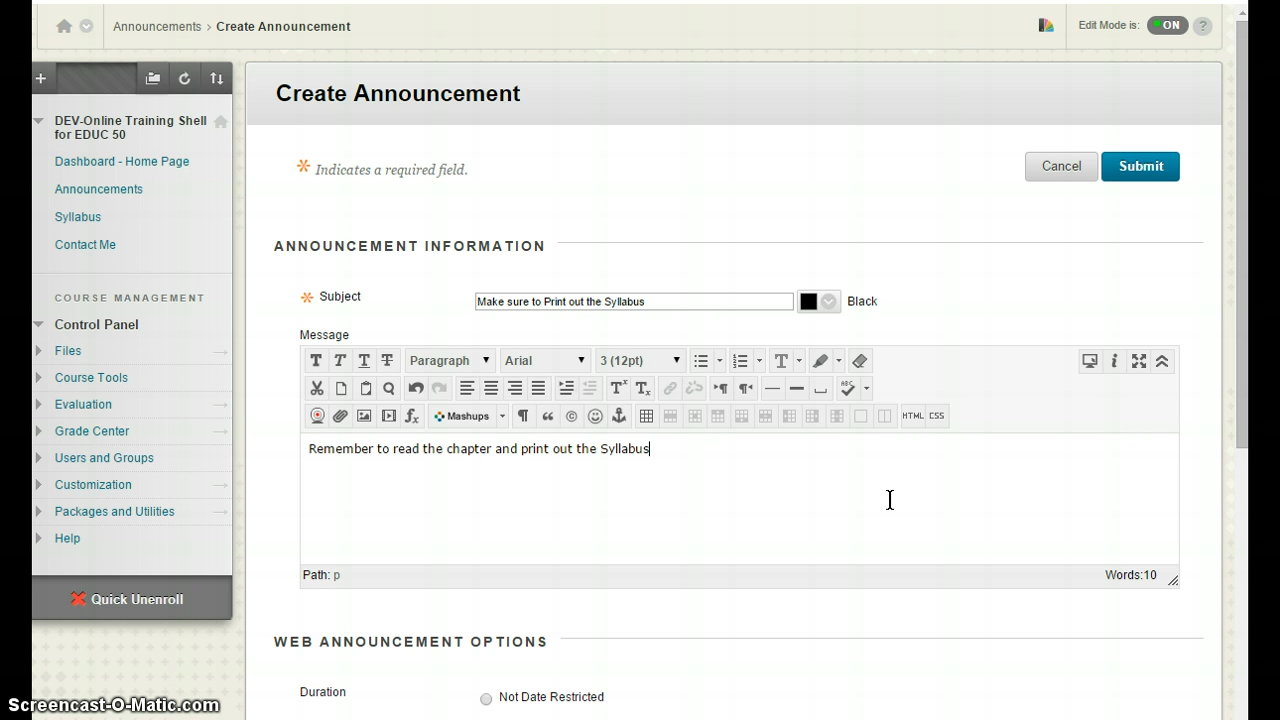 Announcements > Create Announcement
Edit Mode is: ON ?
DEV-Online Training Shell
for EDUC 50
Dashboard - Home Page
Announcements
Syllabus
Contact Me
COURSE MANAGEMENT
Control Panel
Files
Course Tools
Evaluation
Grade Center
Users and Groups
Customization
Packages and Utilities
Help
Quick Unenroll
Create Announcement
* Indicates a required field.
Cancel Submit
ANNOUNCEMENT INFORMATION
* Subject Make sure to Print out the Syllabus Black
Message
T T T T Paragraph Arial 3 (12pt) T
ABC
Mashups HTML CSS
Remember to read the chapter and print out the Syllabus
Path: p Words:10
WEB ANNOUNCEMENT OPTIONS
Duration Not Date Restricted
Screencast-O-Matic.com